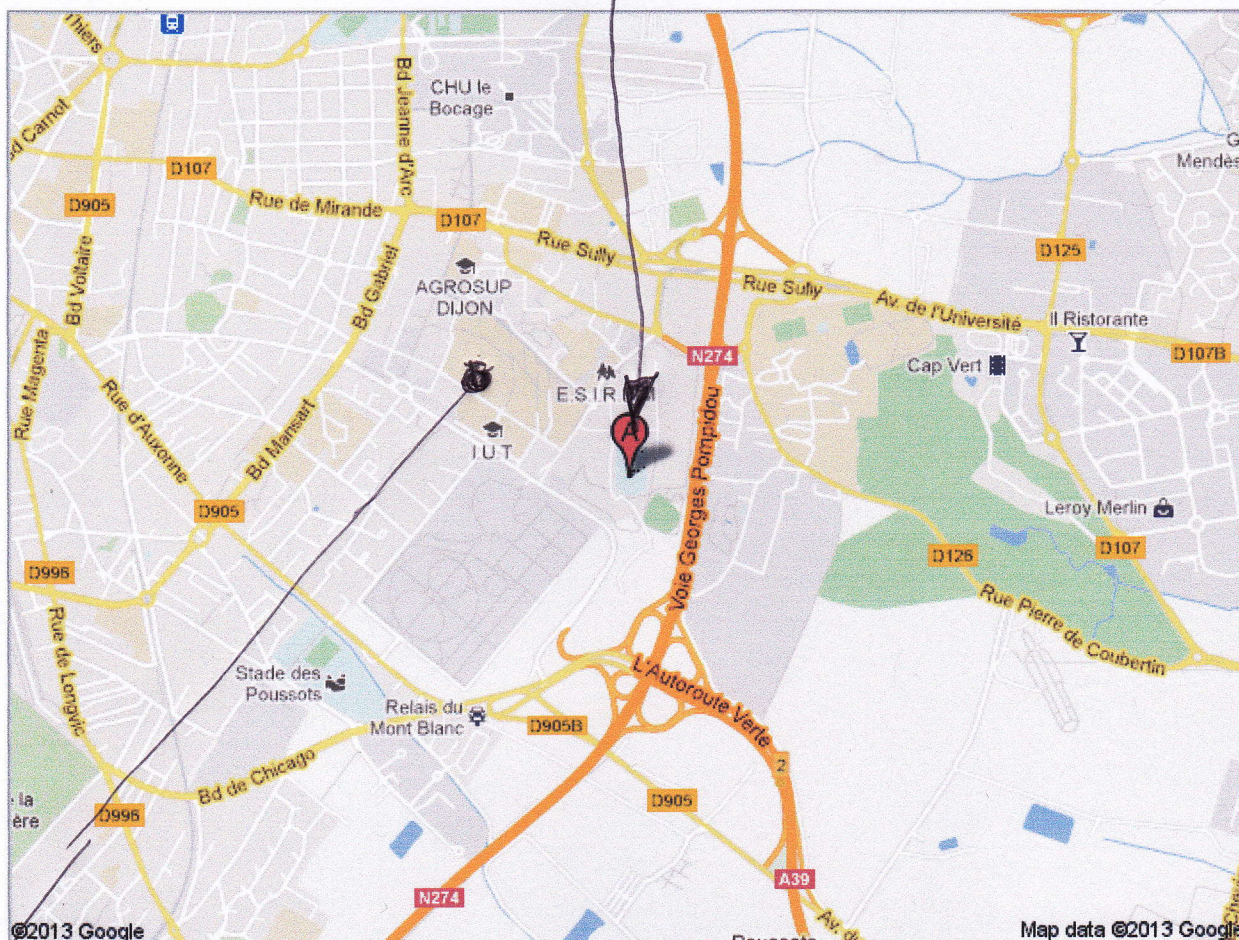 Thiers
Bd Carnot
CHU le
Bocage
Bd Jeanne d'Arc
D107
Rue de Mirande
D107
D905
Bd Voltaire
Rue Sully
Rue Sully
D125
Mendès
AGROSUP
DIJON
Bd Gabriel
Av. de l'Université
Il Ristorante
D107B
N274
Cap Vert
Rue Magenta
Rue d'Auxonne
Bd Mansart
E.S.I.R.
A
I.U.T
Voie Georges Pompidou
D905
Leroy Merlin
D107
D126
D996
Rue Pierre de Coubertin
Rue de Longvic
Stade des
Poussots
L'Autoroute Verte
Relais du
Mont Blanc
D905B
2
Bd de Chicago
la
ère
D996
D905
N274
A39
Av. d
©2013 Google
Map data ©2013 Google